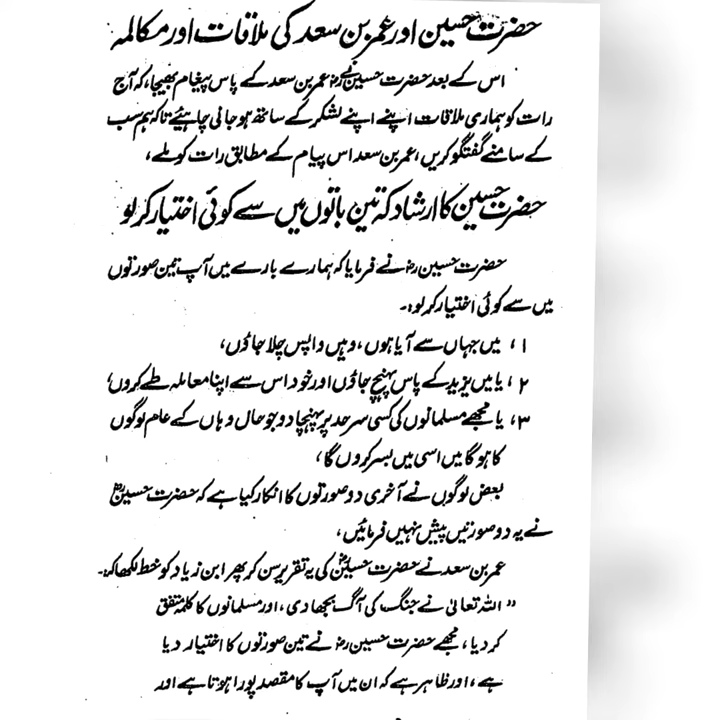 حضرت حسین اور عمر بن سعد کی ملاقات اور مکالمہ
اس کے بعد حضرت حسین رضؓ نے عمر بن سعد کے پاس پیغام بھیجا، کہ آج
رات کو ہماری ملاقات اپنے اپنے لشکر کے ساتھ ہو جانی چاہیئے تاکہ ہم سب
کے سامنے گفتگو کریں، عمر بن سعد اس پیام کے مطابق رات کو ملے،
حضرت حسین کا ارشاد کہ تین باتوں میں سے کوئی اختیار کر لو
حضرت حسین رض نے فرمایا کہ ہمارے بارے میں آپ تین صورتوں
میں سے کوئی اختیار کر لو۔
۱، میں جہاں سے آیا ہوں، وہیں واپس چلا جاؤں،
۲، یا میں یزید کے پاس پہنچ جاؤں اور خود اس سے اپنا معاملہ طے کروں،
۳، یا مجھے مسلمانوں کی کسی سرحد پر پہنچا دو جو حال وہاں کے عام لوگوں
کا ہو گا میں اسی میں بسر کروں گا،
بعض لوگوں نے آخری دو صورتوں کا انکار کیا ہے کہ حضرت حسینؓ
نے یہ دو صورتیں پیش نہیں فرمائیں،
عمر بن سعد نے حضرت حسینؓ کی یہ تقریر سن کر پھر ابن زیاد کو خط لکھا کہ۔
” اللہ تعالیٰ نے جنگ کی آگ بجھا دی، اور مسلمانوں کا کلمہ متفق
کر دیا، مجھے حضرت حسین رض نے تین صورتوں کا اختیار دیا
ہے، اور ظاہر ہے کہ ان میں آپ کا مقصد پورا ہوتا ہے اور